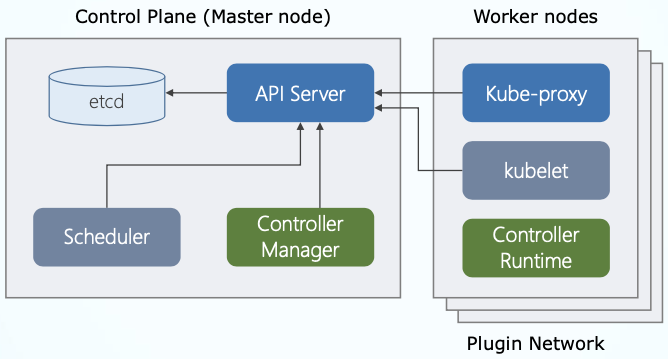 Control Plane (Master node)
Worker nodes
etcd
API Server
Kube-proxy
kubelet
Scheduler
Controller
Manager
Controller
Runtime
Plugin Network